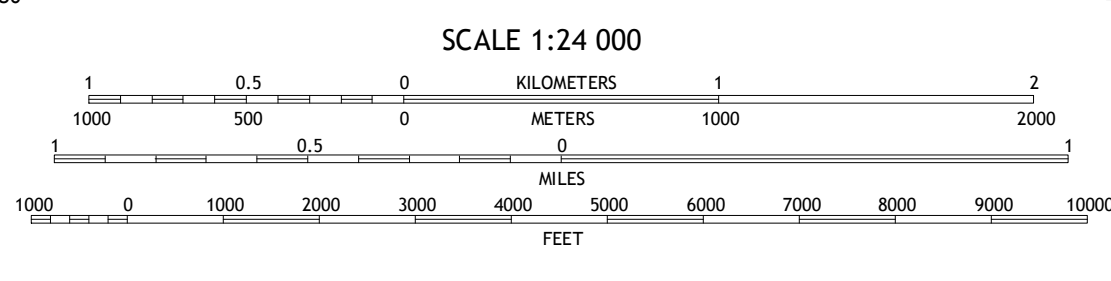 SCALE 1:24 000
1 0.5 0 KILOMETERS 1 2
1000 500 0 METERS 1000 2000
1 0.5 0 1
MILES
1000 0 1000 2000 3000 4000 5000 6000 7000 8000 9000 10000
FEET